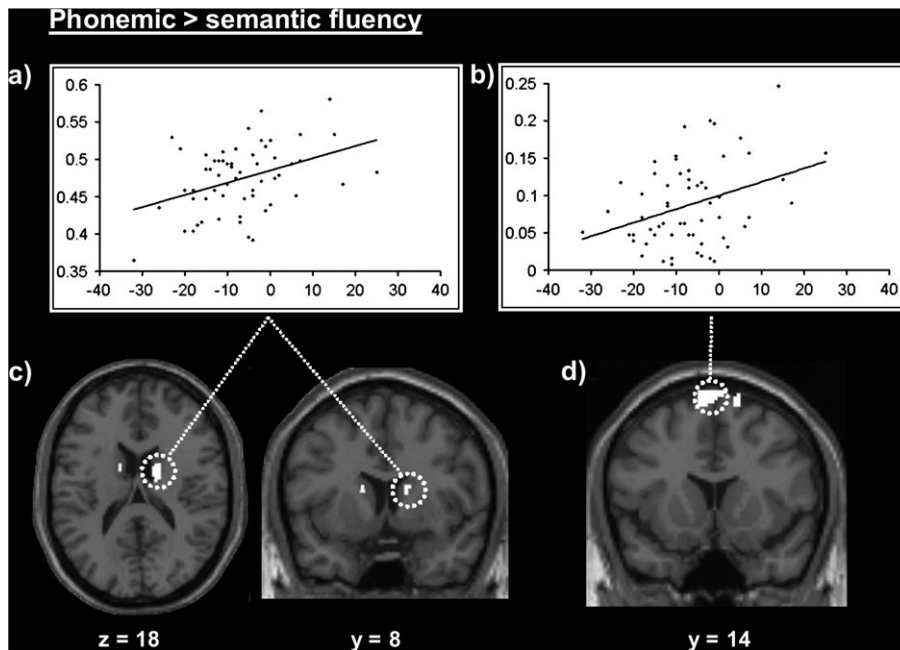 Phonemic > semantic fluency
a)
0.6
0.55
0.5
0.45
0.4
0.35
-40 -30 -20 -10 0 10 20 30 40
b)
0.25
0.2
0.15
0.1
0.05
0
-40 -30 -20 -10 0 10 20 30 40
c)
d)
z = 18
y = 8
y = 14